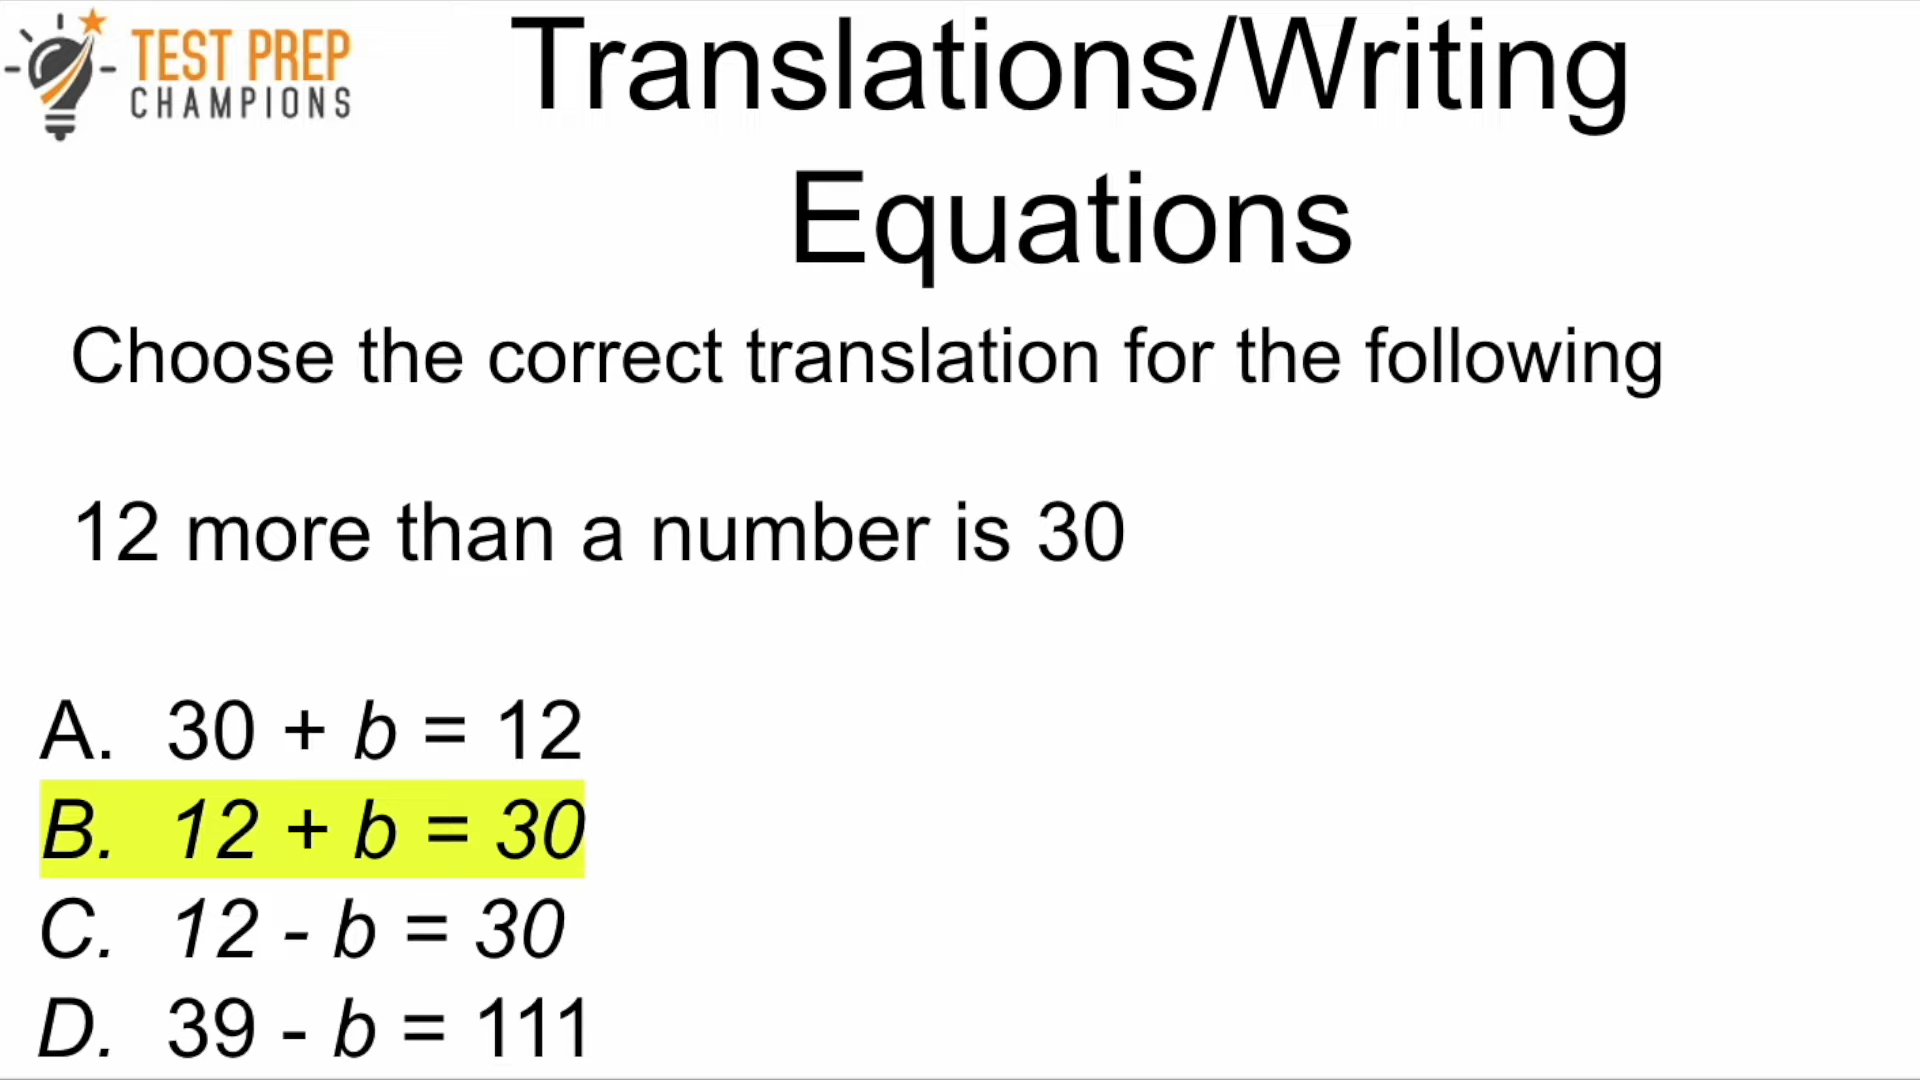 TEST PREP
CHAMPIONS
Translations/Writing
Equations
Choose the correct translation for the following
12 more than a number is 30
A. 30 + b = 12
B. 12 + b = 30
C. 12 - b = 30
D. 39 - b = 111